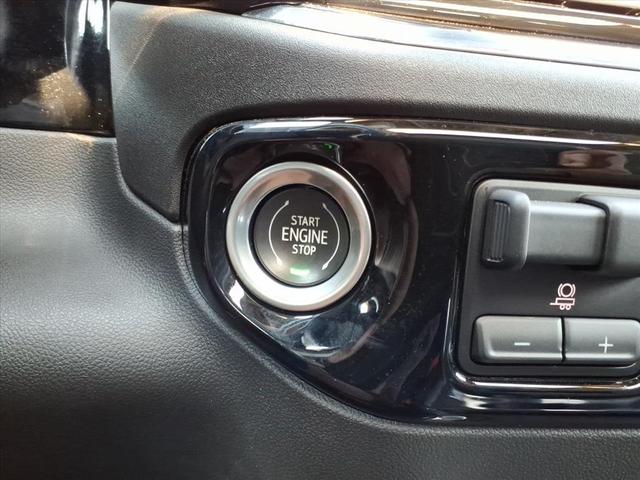 START
ENGINE
STOP
− +